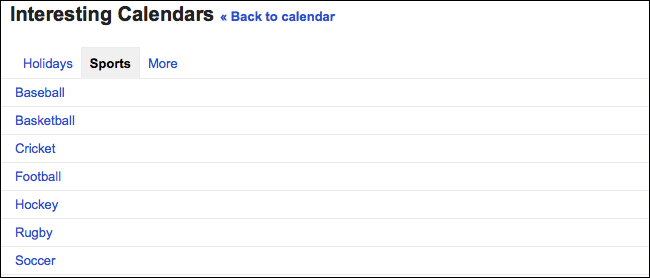 Interesting Calendars « Back to calendar
Holidays Sports More
Baseball
Basketball
Cricket
Football
Hockey
Rugby
Soccer